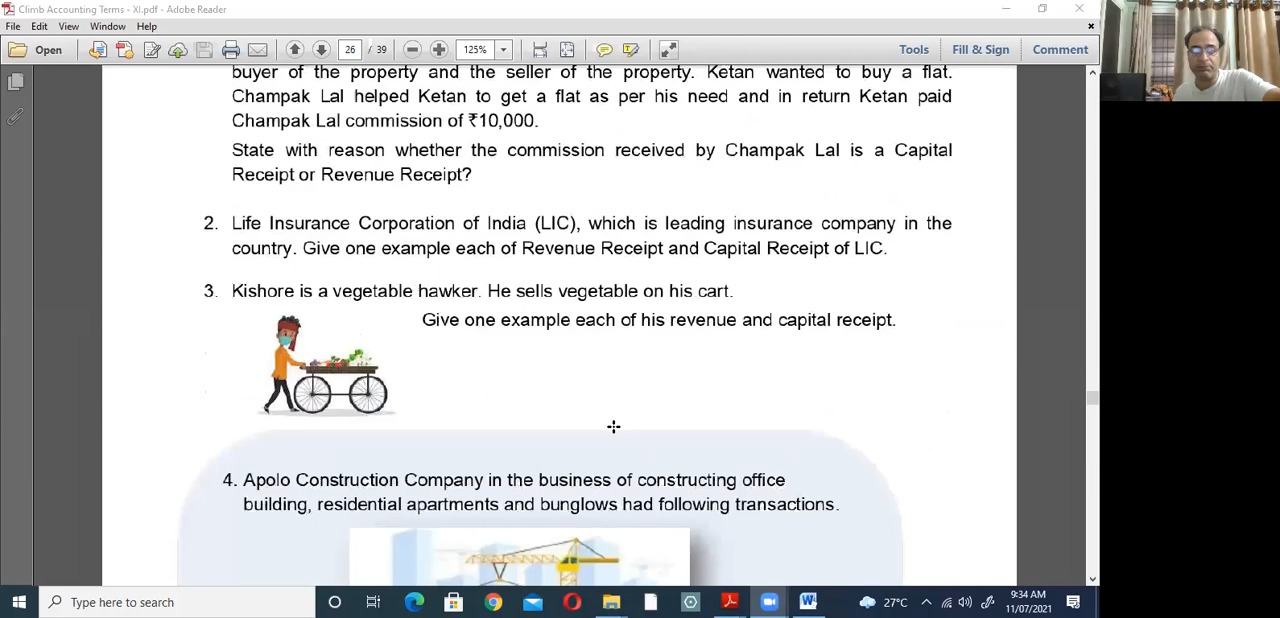 Climb Accounting Terms - XI.pdf - Adobe Reader
File Edit View Window Help
Open 26 / 39 125% Tools Fill & Sign Comment
buyer of the property and the seller of the property. Ketan wanted to buy a flat.
Champak Lal helped Ketan to get a flat as per his need and in return Ketan paid
Champak Lal commission of ₹10,000.
State with reason whether the commission received by Champak Lal is a Capital
Receipt or Revenue Receipt?
2. Life Insurance Corporation of India (LIC), which is leading insurance company in the
country. Give one example each of Revenue Receipt and Capital Receipt of LIC.
3. Kishore is a vegetable hawker. He sells vegetable on his cart.
Give one example each of his revenue and capital receipt.
4. Apolo Construction Company in the business of constructing office
building, residential apartments and bunglows had following transactions.
Type here to search 27°C 9:34 AM
11/07/2021